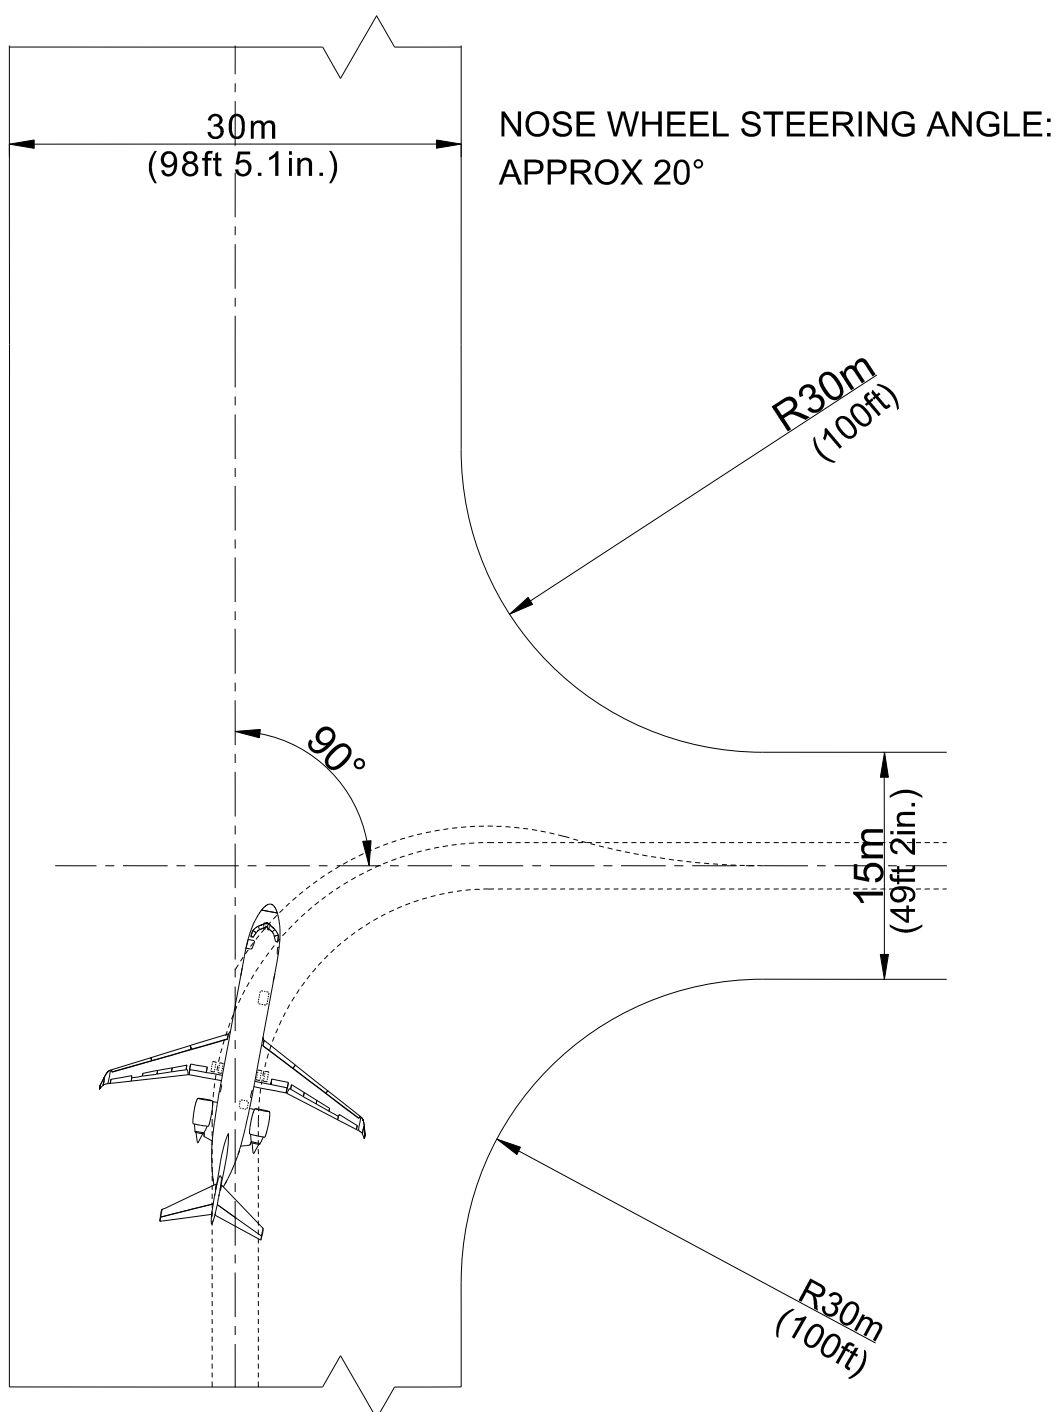 30m
(98ft 5.1in.)
NOSE WHEEL STEERING ANGLE:
APPROX 20°
R30m
(100ft)
90°
15m
(49ft 2in.)
R30m
(100ft)